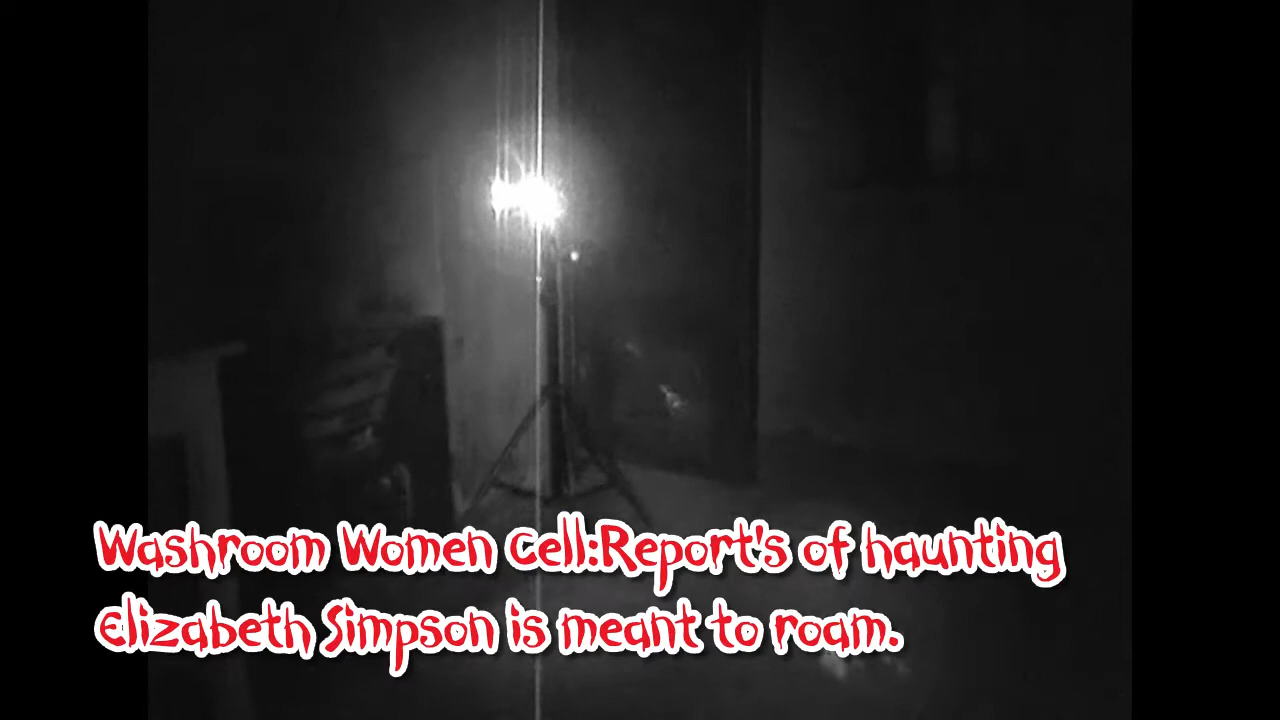 Washroom Women Cell:Report's of haunting
Elizabeth Simpson is meant to roam.